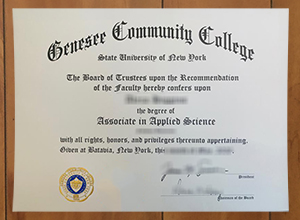 Genesee Community College
State University of New York
The Board of Trustees upon the Recommendation
of the Faculty hereby confers upon
the degree of
Associate in Applied Science
with all rights, honors, and privileges thereunto appertaining.
Given at Batavia, New York, this
President